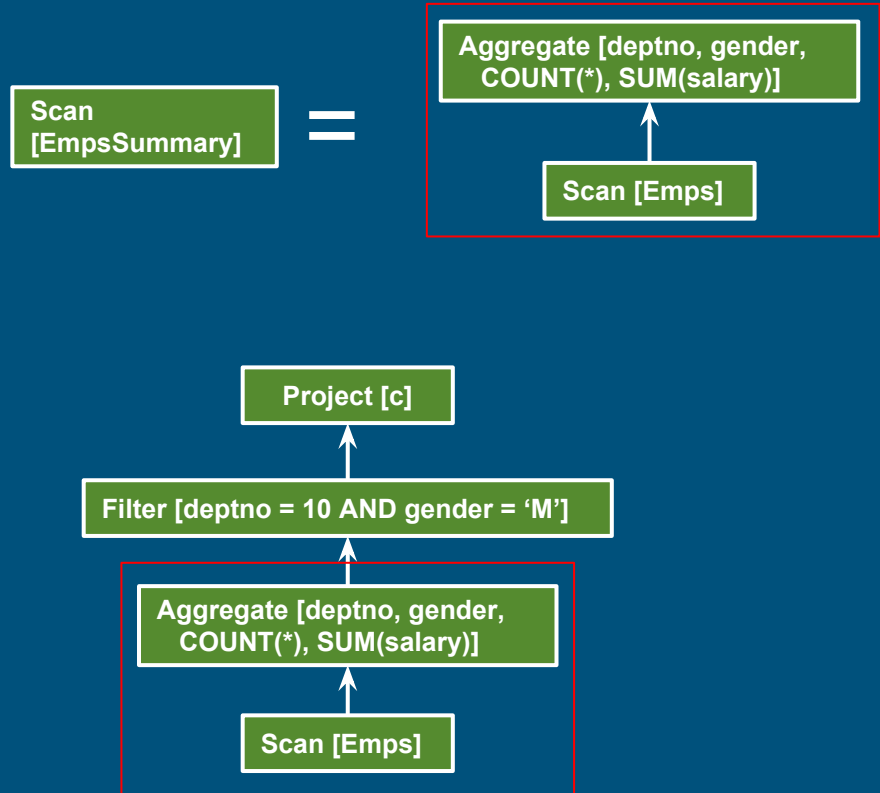 Aggregate [deptno, gender,
COUNT(*), SUM(salary)]
Scan
[EmpsSummary]
=
Scan [Emps]
Project [c]
Filter [deptno = 10 AND gender = ‘M’]
Aggregate [deptno, gender,
COUNT(*), SUM(salary)]
Scan [Emps]